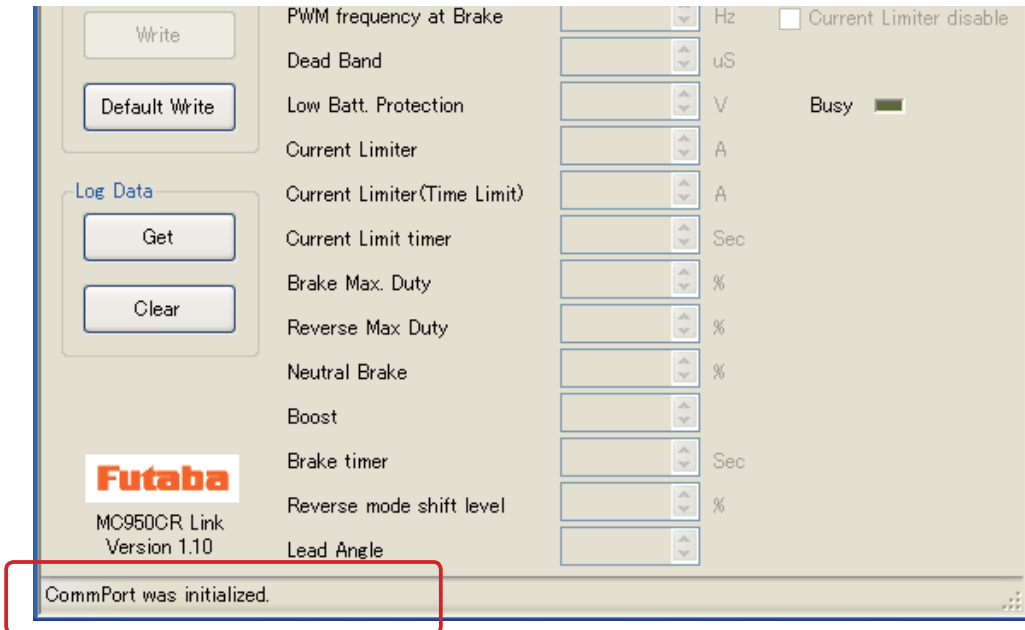 Write
Default Write
Log Data
Get
Clear
Futaba
MC950CR Link
Version 1.10
PWM frequency at Brake Hz
Dead Band uS
Low Batt. Protection V
Current Limiter A
Current Limiter(Time Limit) A
Current Limit timer Sec
Brake Max. Duty %
Reverse Max Duty %
Neutral Brake %
Boost
Brake timer Sec
Reverse mode shift level %
Lead Angle
Current Limiter disable
Busy
CommPort was initialized.